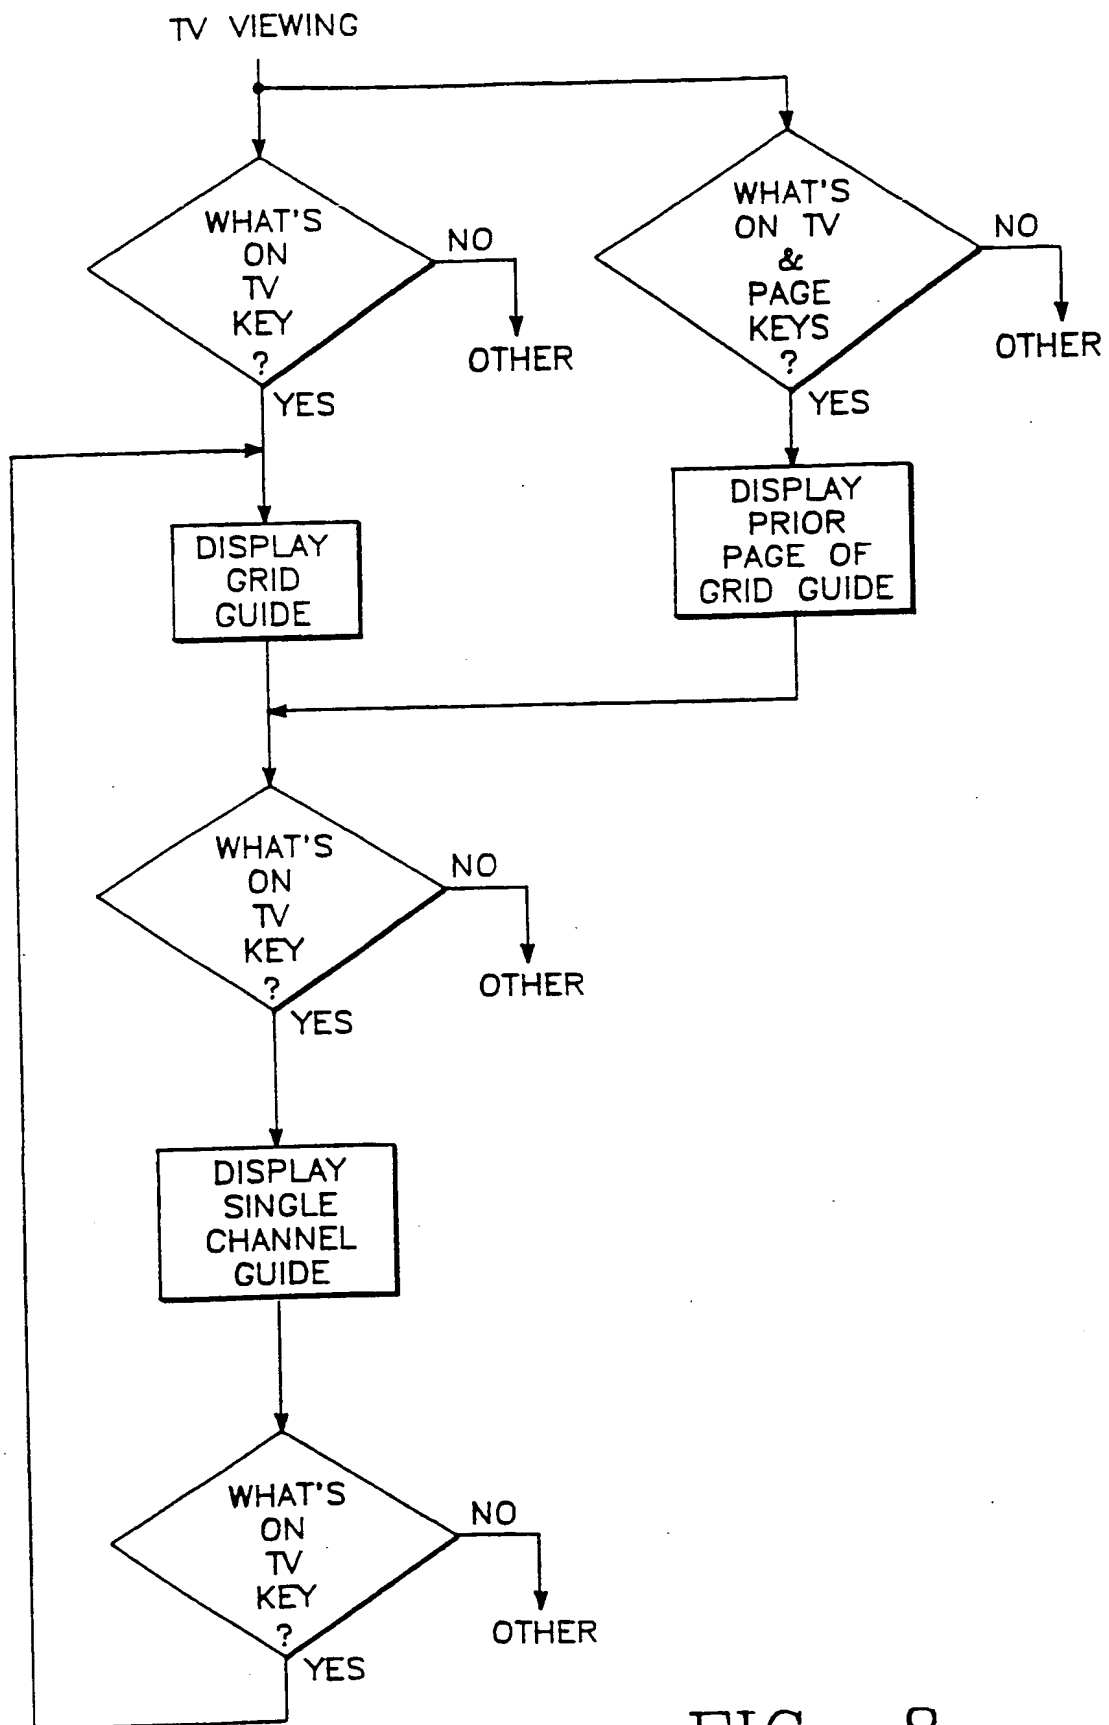 TV VIEWING
WHAT'S
ON
TV
KEY
?
NO
OTHER
YES
WHAT'S
ON TV
&
PAGE
KEYS
?
NO
OTHER
YES
DISPLAY
GRID
GUIDE
DISPLAY
PRIOR
PAGE OF
GRID GUIDE
WHAT'S
ON
TV
KEY
?
NO
OTHER
YES
DISPLAY
SINGLE
CHANNEL
GUIDE
WHAT'S
ON
TV
KEY
?
NO
OTHER
YES
FIG. 8